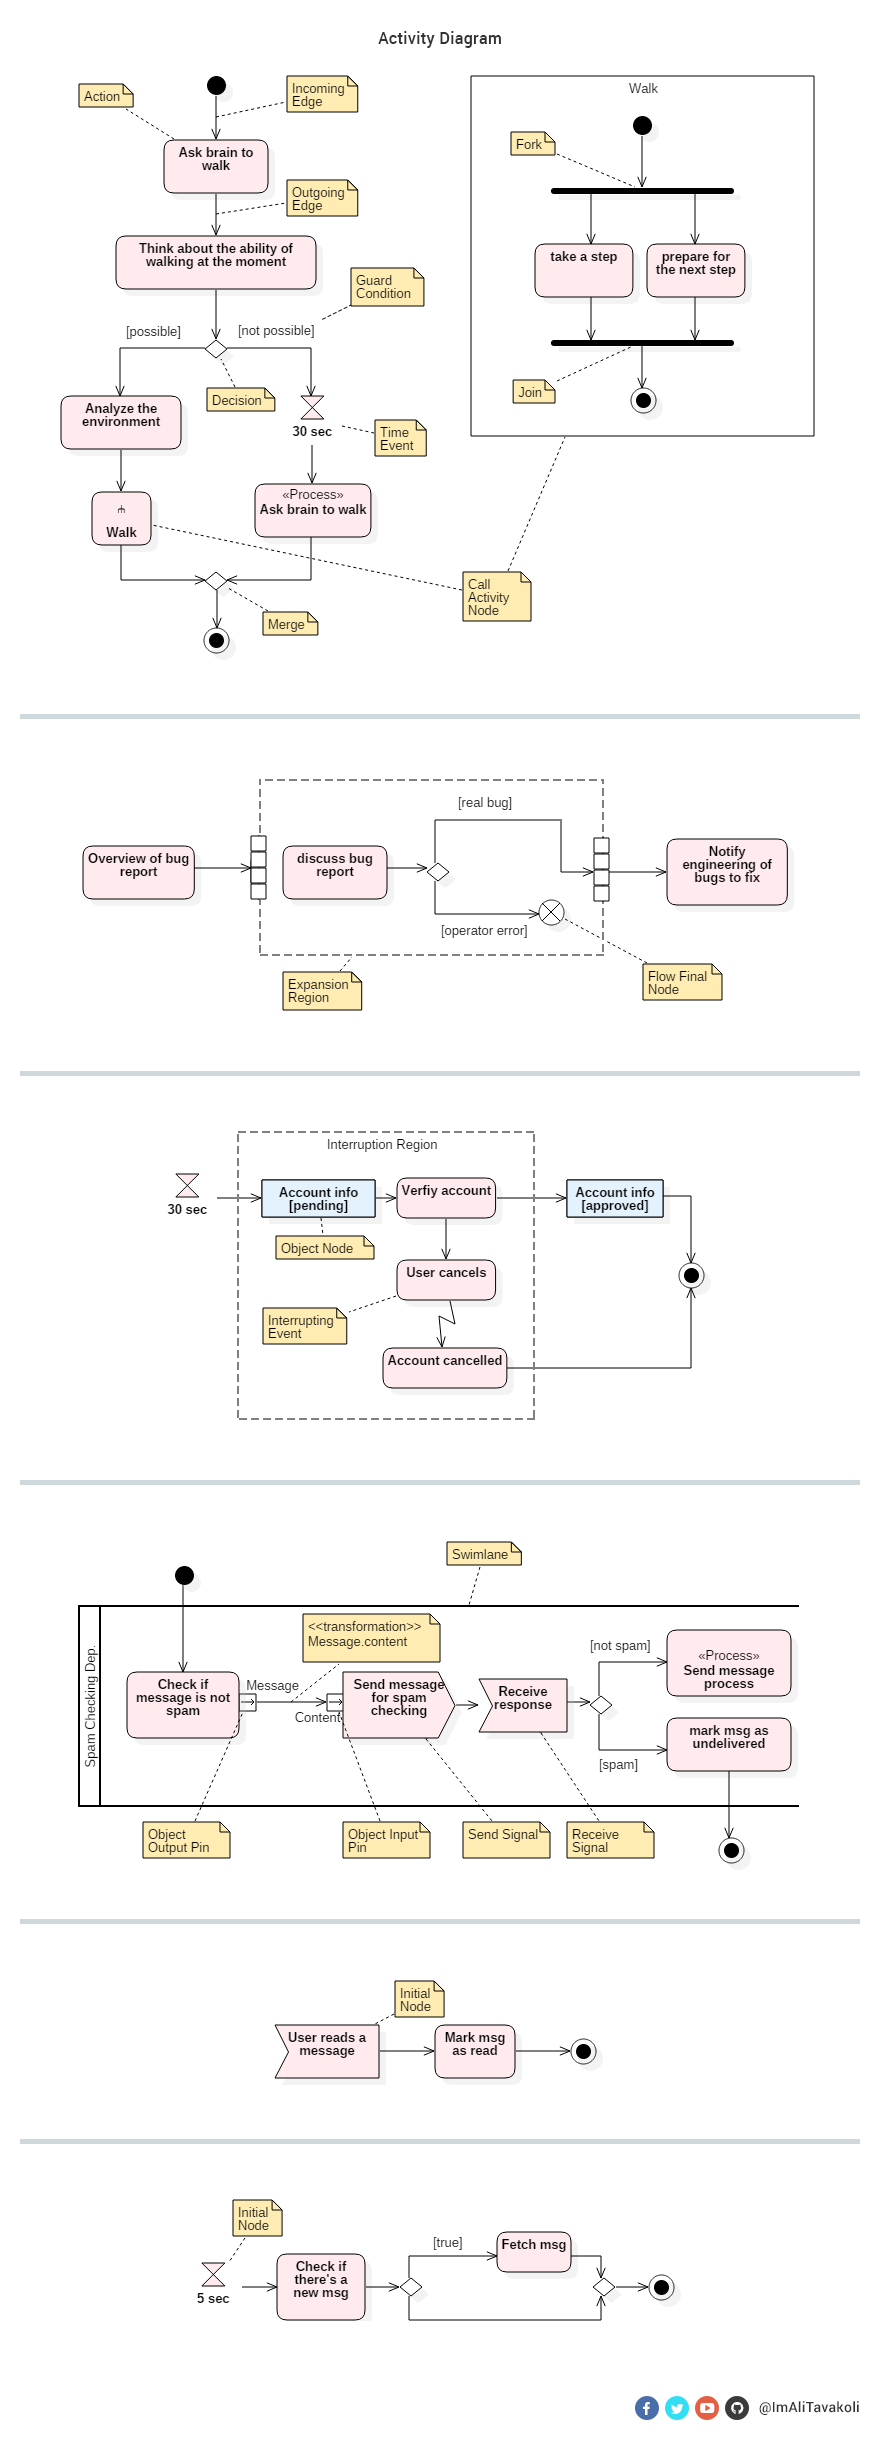 Activity Diagram
Action
Incoming
Edge
Ask brain to
walk
Outgoing
Edge
Think about the ability of
walking at the moment
Guard
Condition
[possible]
[not possible]
Decision
Analyze the
environment
30 sec
Time
Event
Walk
«Process»
Ask brain to walk
Merge
Call
Activity
Node
Walk
Fork
take a step
prepare for
the next step
Join
[real bug]
Overview of bug
report
discuss bug
report
Notify
engineering of
bugs to fix
[operator error]
Expansion
Region
Flow Final
Node
Interruption Region
30 sec
Account info
[pending]
Verfiy account
Account info
[approved]
Object Node
User cancels
Interrupting
Event
Account cancelled
Swimlane
Spam Checking Dep.
<<transformation>>
Message.content
Check if
message is not
spam
Message
Content
Send message
for spam
checking
Receive
response
[not spam]
«Process»
Send message
process
mark msg as
undelivered
[spam]
Object
Output Pin
Object Input
Pin
Send Signal
Receive
Signal
Initial
Node
User reads a
message
Mark msg
as read
Initial
Node
5 sec
Check if
there's a
new msg
[true]
Fetch msg
@ImAliTavakoli